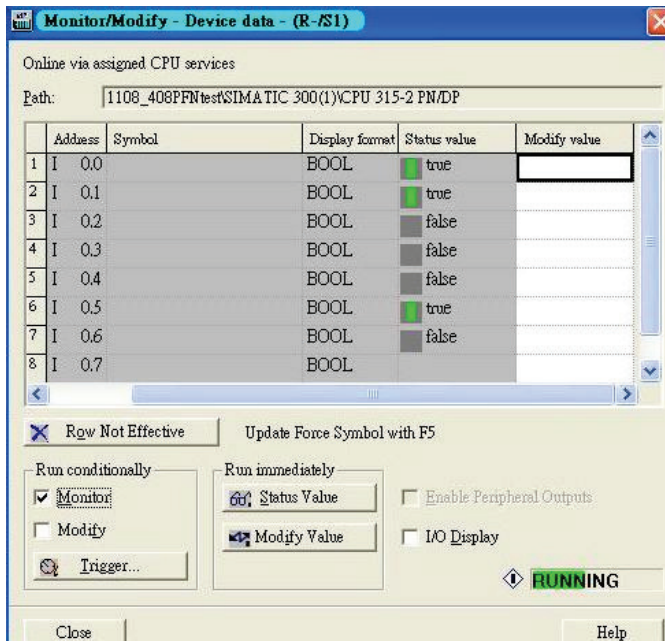 Monitor/Modify - Device data - (R-/S1)
Online via assigned CPU services
Path: 1108_408PFNtest\SIMATIC 300(1)\CPU 315-2 PN/DP
Address Symbol Display format Status value Modify value
1 I 0.0 BOOL true
2 I 0.1 BOOL true
3 I 0.2 BOOL false
4 I 0.3 BOOL false
5 I 0.4 BOOL false
6 I 0.5 BOOL true
7 I 0.6 BOOL false
8 I 0.7 BOOL
Row Not Effective Update Force Symbol with F5
Run conditionally Run immediately
Monitor Status Value Enable Peripheral Outputs
Modify Modify Value I/O Display
Trigger... RUNNING
Close Help